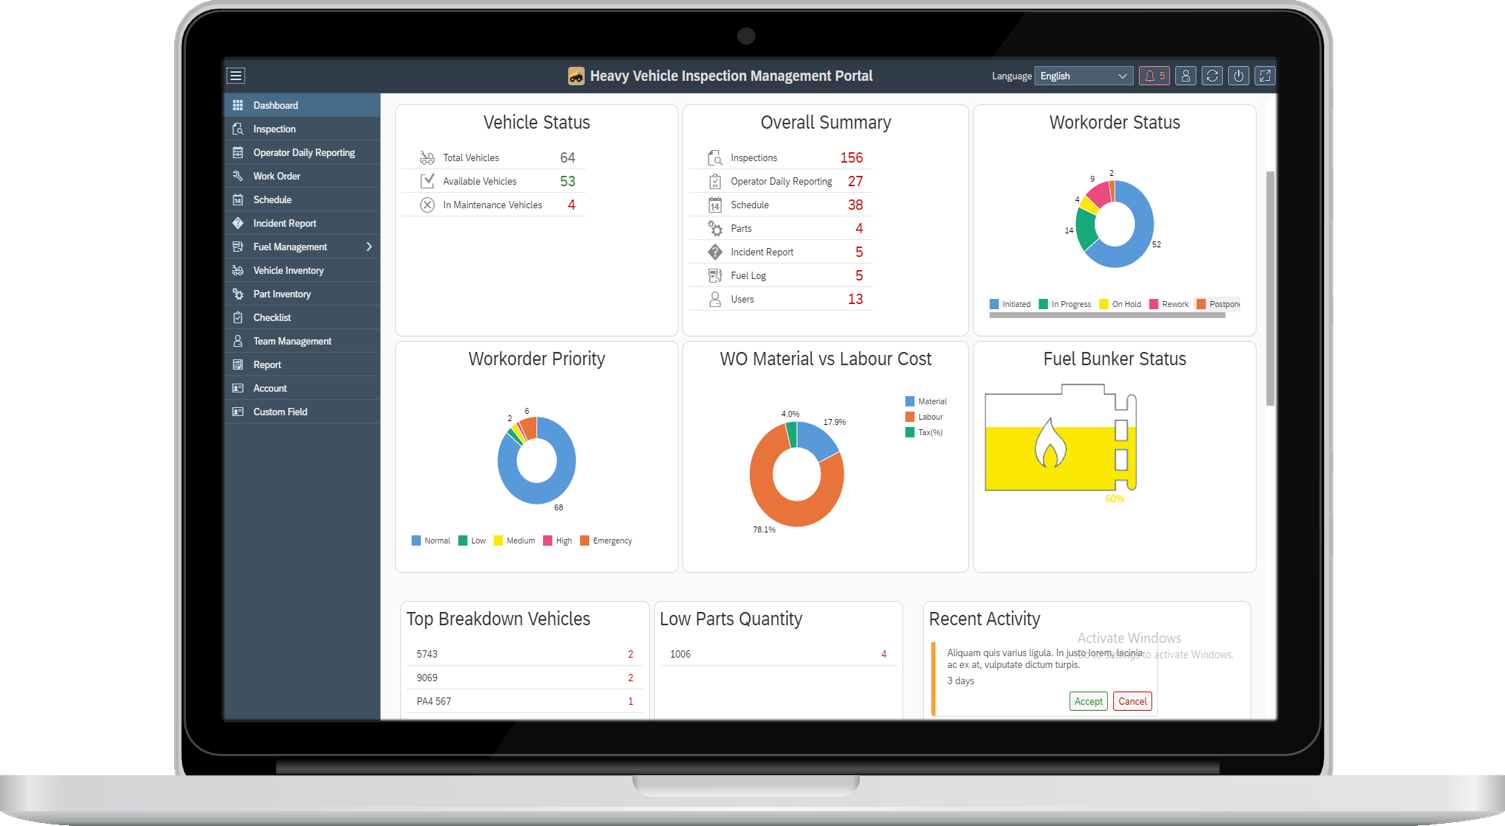 Heavy Vehicle Inspection Management Portal
Language English 5
Dashboard
Inspection
Operator Daily Reporting
Work Order
Schedule
Incident Report
Fuel Management
Vehicle Inventory
Part Inventory
Checklist
Team Management
Report
Account
Custom Field
Vehicle Status
Total Vehicles 64
Available Vehicles 53
In Maintenance Vehicles 4
Overall Summary
Inspections 156
Operator Daily Reporting 27
14 Schedule 38
Parts 4
? Incident Report 5
Fuel Log 5
Users 13
Workorder Status
2
9
4
14
52
Initiated In Progress On Hold Rework Postpon
Workorder Priority
6
2
68
Normal Low Medium High Emergency
WO Material vs Labour Cost
Material
Labour
Tax(%)
4.0%
17.9%
78.1%
Fuel Bunker Status
60%
Top Breakdown Vehicles
5743 2
9069 2
PA4 567 1
Low Parts Quantity
1006 4
Recent Activity
Activate Windows
Go to Settings to activate Windows.
Aliquam quis varius ligula. In justo lorem, lacinia
ac ex at, vulputate dictum turpis.
3 days
Accept Cancel